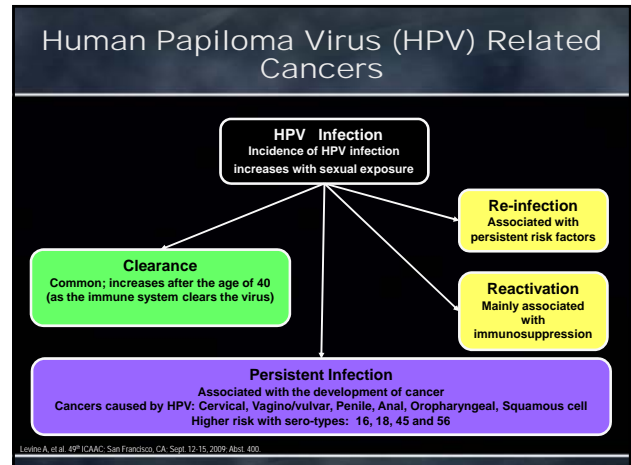 Human Papiloma Virus (HPV) Related
Cancers
HPV Infection
Incidence of HPV infection
increases with sexual exposure
Re-infection
Associated with
persistent risk factors
Clearance
Common; increases after the age of 40
(as the immune system clears the virus)
Reactivation
Mainly associated
with
immunosuppression
Persistent Infection
Associated with the development of cancer
Cancers caused by HPV: Cervical, Vagino/vulvar, Penile, Anal, Oropharyngeal, Squamous cell
Higher risk with sero-types: 16, 18, 45 and 56
Levine A, et al. 49th ICAAC; San Francisco, CA; Sept. 12-15, 2009; Abst. 400.